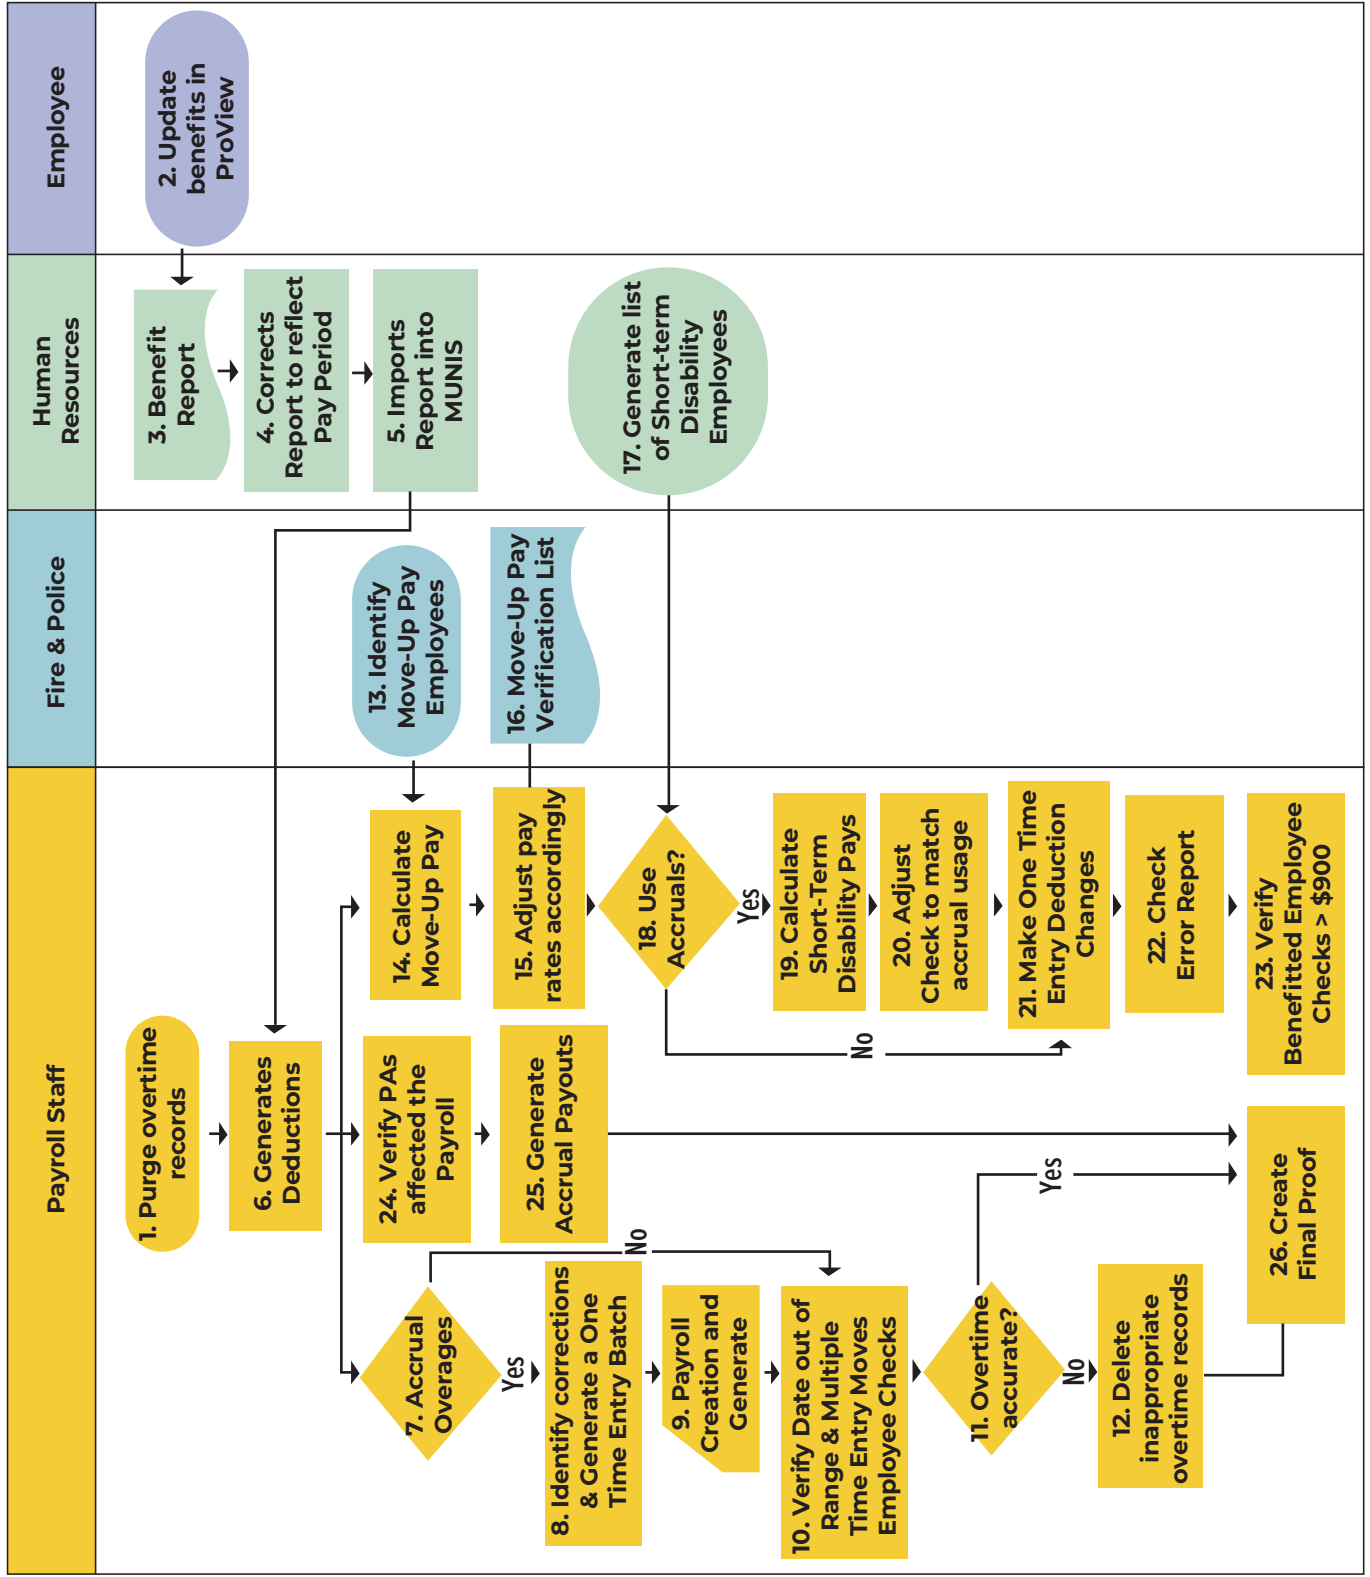 Employee
2. Update
benefits in
ProView
Human
Resources
3. Benefit
Report
4. Corrects
Report to reflect
Pay Period
5. Imports
Report into
MUNIS
17. Generate list
of Short-term
Disability
Employees
Fire & Police
13. Identify
Move-Up Pay
Employees
16. Move-Up Pay
Verification List
Payroll Staff
1. Purge overtime
records
6. Generates
Deductions
14. Calculate
Move-Up Pay
15. Adjust pay
rates accordingly
18. Use
Accruals?
Yes
No
19. Calculate
Short-Term
Disability Pays
20. Adjust
Check to match
accrual usage
21. Make One Time
Entry Deduction
Changes
22. Check
Error Report
23. Verify
Benefitted Employee
Checks > $900
24. Verify PAs
affected the
Payroll
25. Generate
Accrual Payouts
7. Accrual
Overages
Yes
No
8. Identify corrections
& Generate a One
Time Entry Batch
9. Payroll
Creation and
Generate
10. Verify Date out of
Range & Multiple
Time Entry Moves
Employee Checks
11. Overtime
accurate?
Yes
No
12. Delete
inappropriate
overtime records
26. Create
Final Proof